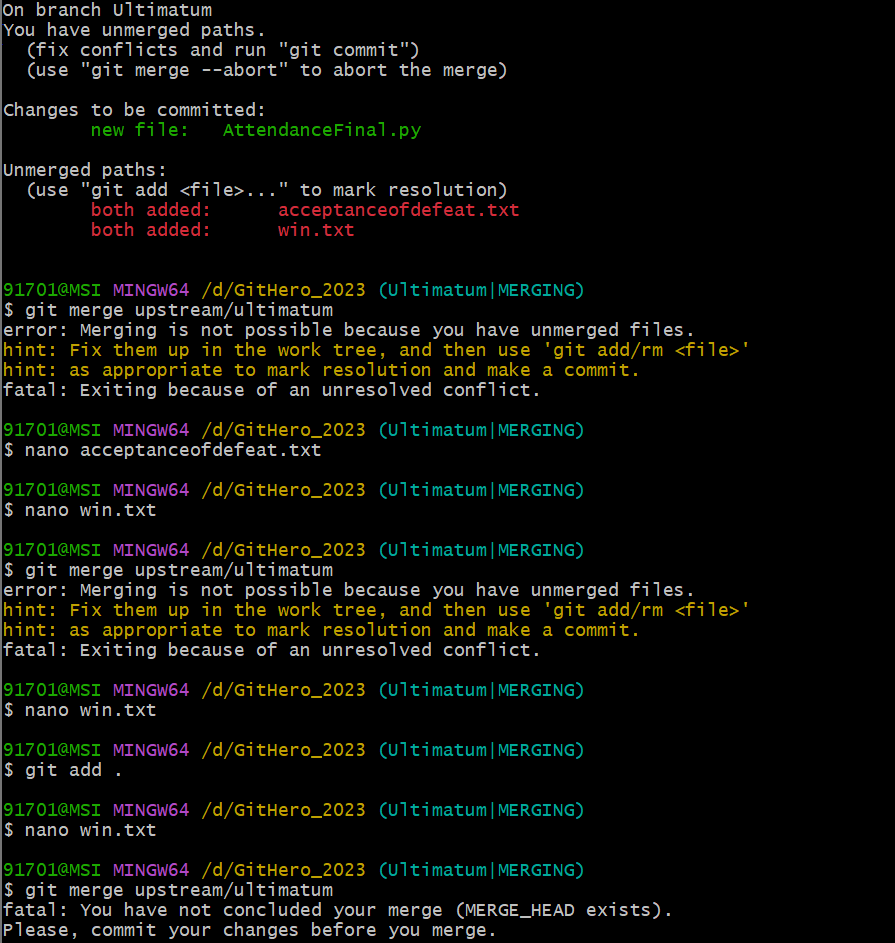 On branch Ultimatum
You have unmerged paths.
  (fix conflicts and run "git commit")
  (use "git merge --abort" to abort the merge)
Changes to be committed:
        new file:   AttendanceFinal.py
Unmerged paths:
  (use "git add <file>..." to mark resolution)
        both added:      acceptanceofdefeat.txt
        both added:      win.txt
91701@MSI MINGW64 /d/GitHero_2023 (Ultimatum|MERGING)
$ git merge upstream/ultimatum
error: Merging is not possible because you have unmerged files.
hint: Fix them up in the work tree, and then use 'git add/rm <file>'
hint: as appropriate to mark resolution and make a commit.
fatal: Exiting because of an unresolved conflict.
91701@MSI MINGW64 /d/GitHero_2023 (Ultimatum|MERGING)
$ nano acceptanceofdefeat.txt
91701@MSI MINGW64 /d/GitHero_2023 (Ultimatum|MERGING)
$ nano win.txt
91701@MSI MINGW64 /d/GitHero_2023 (Ultimatum|MERGING)
$ git merge upstream/ultimatum
error: Merging is not possible because you have unmerged files.
hint: Fix them up in the work tree, and then use 'git add/rm <file>'
hint: as appropriate to mark resolution and make a commit.
fatal: Exiting because of an unresolved conflict.
91701@MSI MINGW64 /d/GitHero_2023 (Ultimatum|MERGING)
$ nano win.txt
91701@MSI MINGW64 /d/GitHero_2023 (Ultimatum|MERGING)
$ git add .
91701@MSI MINGW64 /d/GitHero_2023 (Ultimatum|MERGING)
$ nano win.txt
91701@MSI MINGW64 /d/GitHero_2023 (Ultimatum|MERGING)
$ git merge upstream/ultimatum
fatal: You have not concluded your merge (MERGE_HEAD exists).
Please, commit your changes before you merge.